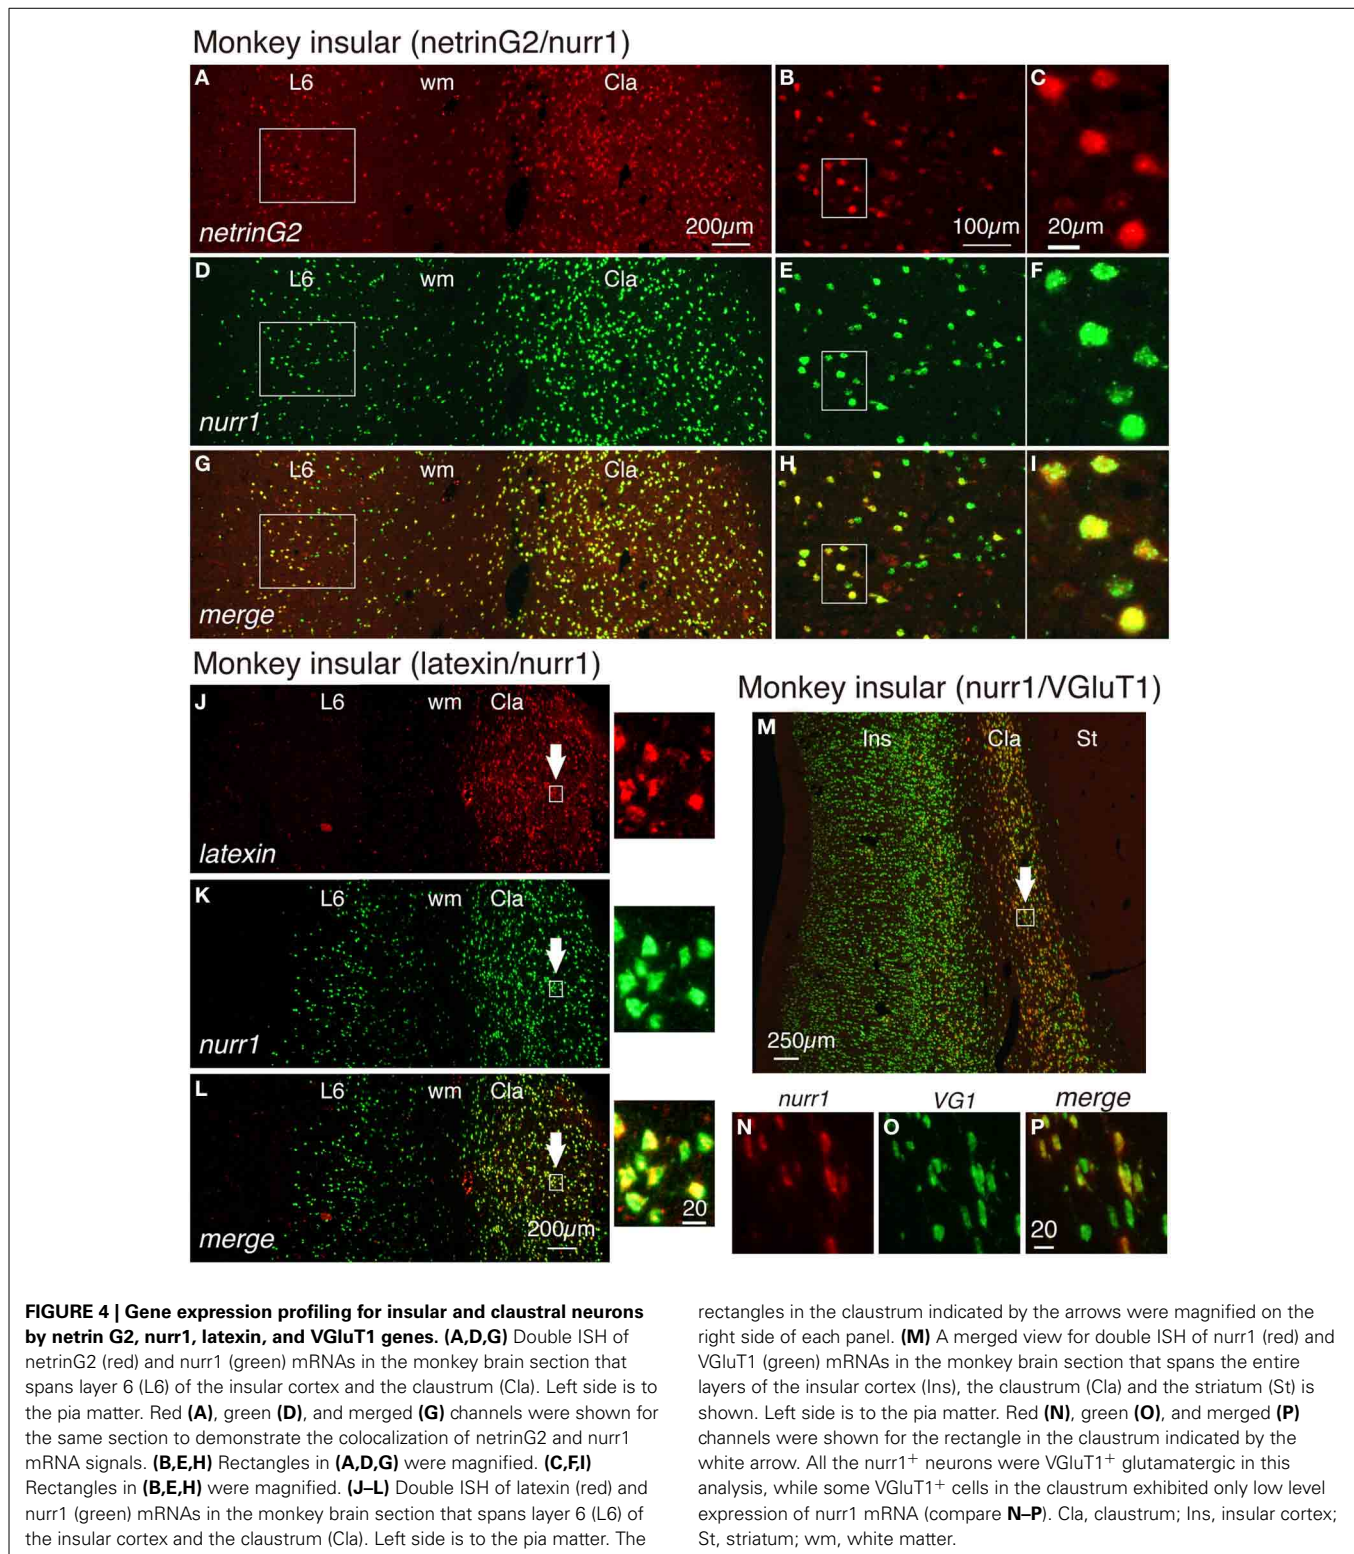 Monkey insular (netrinG2/nurr1)
A L6 wm Cla B C
netrinG2 200µm 100µm 20µm
D L6 wm Cla E F
nurr1
G L6 wm Cla H I
merge
Monkey insular (latexin/nurr1)
J L6 wm Cla
latexin
K L6 wm Cla
nurr1
L L6 wm Cla
merge 200µm 20
Monkey insular (nurr1/VGluT1)
M Ins Cla St
250µm
nurr1 VG1 merge
N O P
20
FIGURE 4 | Gene expression profiling for insular and claustral neurons
by netrin G2, nurr1, latexin, and VGluT1 genes. (A,D,G) Double ISH of
netrinG2 (red) and nurr1 (green) mRNAs in the monkey brain section that
spans layer 6 (L6) of the insular cortex and the claustrum (Cla). Left side is to
the pia matter. Red (A), green (D), and merged (G) channels were shown for
the same section to demonstrate the colocalization of netrinG2 and nurr1
mRNA signals. (B,E,H) Rectangles in (A,D,G) were magnified. (C,F,I)
Rectangles in (B,E,H) were magnified. (J–L) Double ISH of latexin (red) and
nurr1 (green) mRNAs in the monkey brain section that spans layer 6 (L6) of
the insular cortex and the claustrum (Cla). Left side is to the pia matter. The
rectangles in the claustrum indicated by the arrows were magnified on the
right side of each panel. (M) A merged view for double ISH of nurr1 (red) and
VGluT1 (green) mRNAs in the monkey brain section that spans the entire
layers of the insular cortex (Ins), the claustrum (Cla) and the striatum (St) is
shown. Left side is to the pia matter. Red (N), green (O), and merged (P)
channels were shown for the rectangle in the claustrum indicated by the
white arrow. All the nurr1⁺ neurons were VGluT1⁺ glutamatergic in this
analysis, while some VGluT1⁺ cells in the claustrum exhibited only low level
expression of nurr1 mRNA (compare N–P). Cla, claustrum; Ins, insular cortex;
St, striatum; wm, white matter.